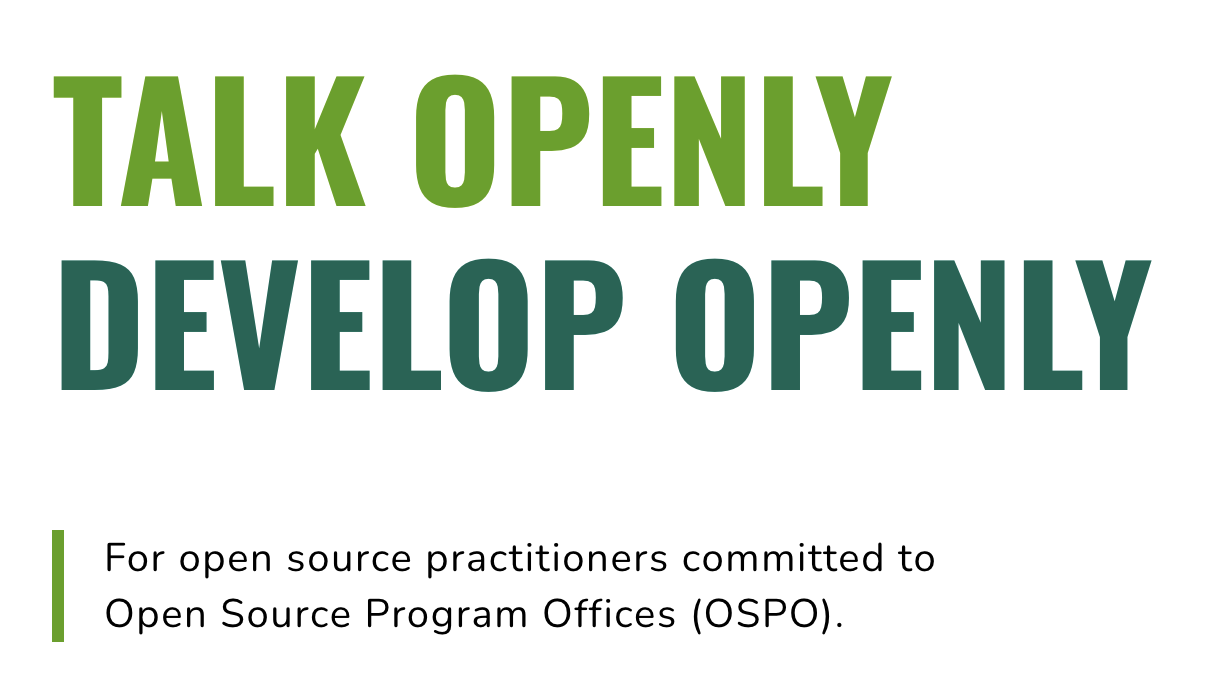 TALK OPENLY
DEVELOP OPENLY
For open source practitioners committed to
Open Source Program Offices (OSPO).